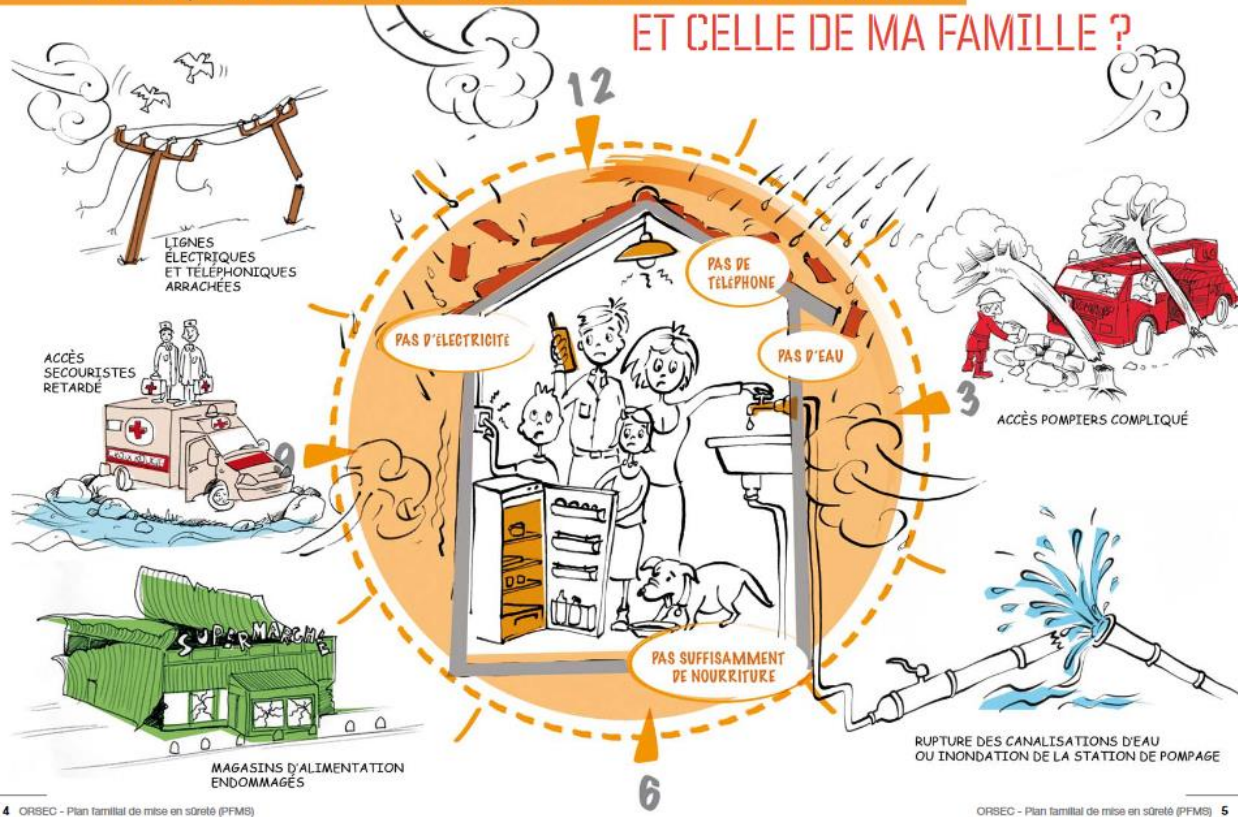 ET CELLE DE MA FAMILLE ?
12
LIGNES
ÉLECTRIQUES
ET TÉLÉPHONIQUES
ARRACHÉES
PAS DE
TÉLÉPHONE
PAS D'ÉLECTRICITÉ
PAS D'EAU
ACCÈS
SECOURISTES
RETARDÉ
3
ACCÈS POMPIERS COMPLIQUÉ
9
SUPERMARCHÉ
PAS SUFFISAMMENT
DE NOURRITURE
MAGASINS D'ALIMENTATION
ENDOMMAGÉS
RUPTURE DES CANALISATIONS D'EAU
OU INONDATION DE LA STATION DE POMPAGE
6
4 ORSEC - Plan familial de mise en sûreté (PFMS)
ORSEC - Plan familial de mise en sûreté (PFMS) 5